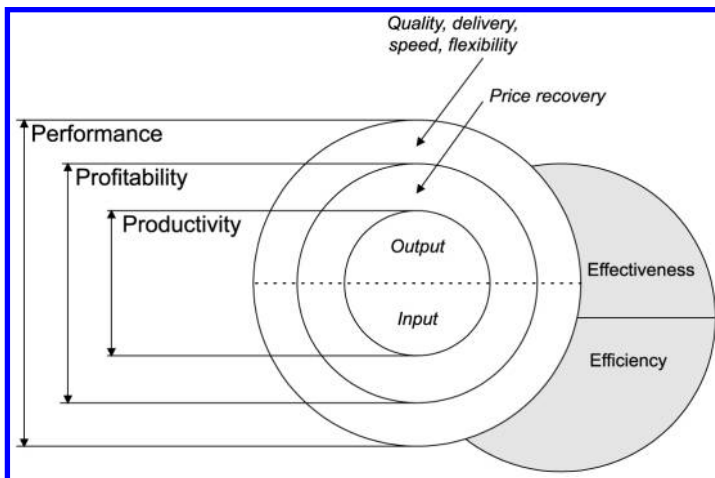 Quality, delivery,
speed, flexibility
Price recovery
Performance
Profitability
Productivity
Output
Input
Effectiveness
Efficiency